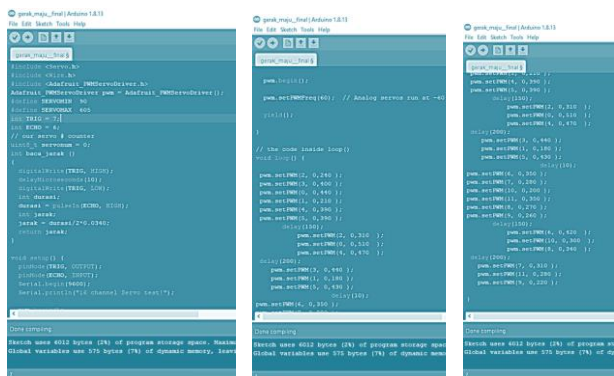 gerak_maju__final | Arduino 1.8.13
File Edit Sketch Tools Help
gerak_maju__final §
#include <Servo.h>
#include <Wire.h>
#include <Adafruit_PWMServoDriver.h>
Adafruit_PWMServoDriver pwm = Adafruit_PWMServoDriver();
#define SERVOMIN 90
#define SERVOMAX 605
int TRIG = 7;
int ECHO = 6;
// our servo # counter
uint8_t servonum = 0;
int baca_jarak ()
{
digitalWrite(TRIG, HIGH);
delayMicroseconds(10);
digitalWrite(TRIG, LOW);
int durasi;
durasi = pulseIn(ECHO, HIGH);
int jarak;
jarak = durasi/2*0.0340;
return jarak;
}
void setup() {
pinMode(TRIG, OUTPUT);
pinMode(ECHO, INPUT);
Serial.begin(9600);
Serial.println("16 channel Servo test!");
Done compiling
Sketch uses 6012 bytes (2%) of program storage space. Maximu
Global variables use 575 bytes (7%) of dynamic memory, leavi
gerak_maju__final | Arduino 1.8.13
File Edit Sketch Tools Help
gerak_maju__final §
pwm.begin();
pwm.setPWMFreq(60); // Analog servos run at ~60
yield();
}
// the code inside loop()
void loop() {
pwm.setPWM(2, 0,240 );
pwm.setPWM(3, 0,400 );
pwm.setPWM(0, 0,440 );
pwm.setPWM(1, 0,210 );
pwm.setPWM(4, 0,390 );
pwm.setPWM(5, 0,390 );
delay(150);
pwm.setPWM(2, 0,310 );
pwm.setPWM(0, 0,510 );
pwm.setPWM(4, 0,470 );
delay(200);
pwm.setPWM(3, 0,440 );
pwm.setPWM(1, 0,180 );
pwm.setPWM(5, 0,430 );
delay(10);
pwm.setPWM(6, 0,350 );
Done compiling
Sketch uses 6012 bytes (2%) of program storage spac
Global variables use 575 bytes (7%) of dynamic memo
gerak_maju__final | Arduino 1.8.13
File Edit Sketch Tools Help
gerak_maju__final §
pwm.setPWM(4, 0,390 );
pwm.setPWM(5, 0,390 );
delay(150);
pwm.setPWM(2, 0,310 );
pwm.setPWM(0, 0,510 );
pwm.setPWM(4, 0,470 );
delay(200);
pwm.setPWM(3, 0,440 );
pwm.setPWM(1, 0,180 );
pwm.setPWM(5, 0,430 );
delay(10);
pwm.setPWM(6, 0,350 );
pwm.setPWM(7, 0,280 );
pwm.setPWM(10, 0,200 );
pwm.setPWM(11, 0,350 );
pwm.setPWM(8, 0,270 );
pwm.setPWM(9, 0,260 );
delay(150);
pwm.setPWM(6, 0,420 );
pwm.setPWM(10, 0,300 );
pwm.setPWM(8, 0,340 );
delay(200);
pwm.setPWM(7, 0,310 );
pwm.setPWM(11, 0,280 );
pwm.setPWM(9, 0,220 );
}
Done compiling
Sketch uses 6012 bytes (2%) of program st
Global variables use 575 bytes (7%) of dy